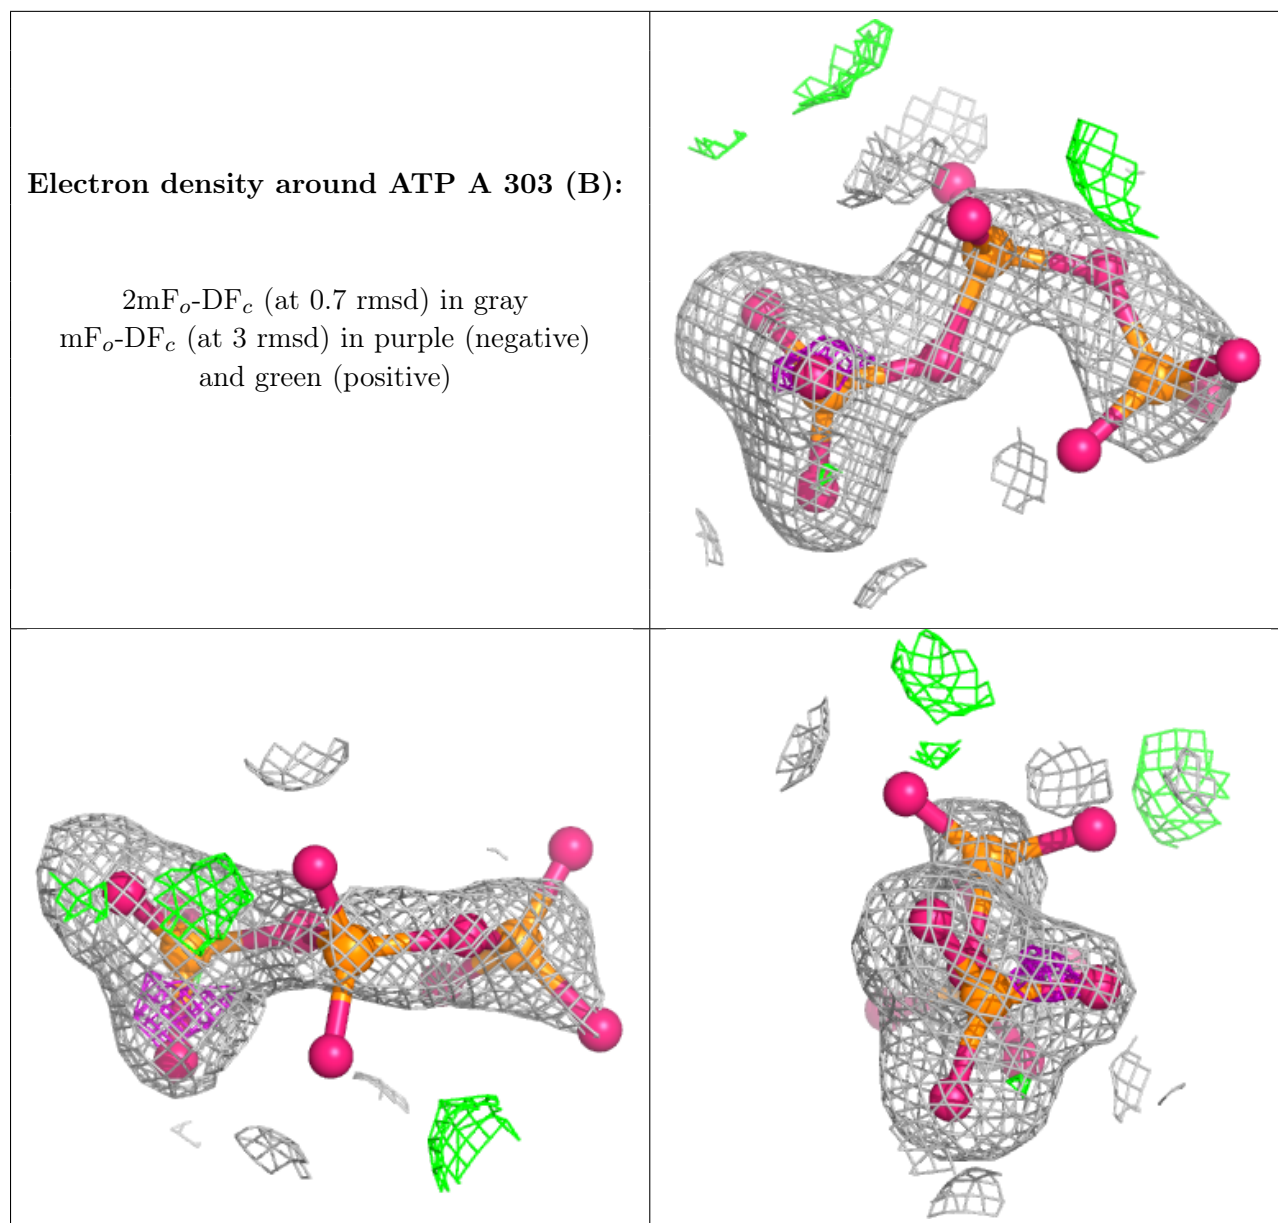 Electron density around ATP A 303 (B):
2mFo-DFc (at 0.7 rmsd) in gray
mFo-DFc (at 3 rmsd) in purple (negative)
and green (positive)